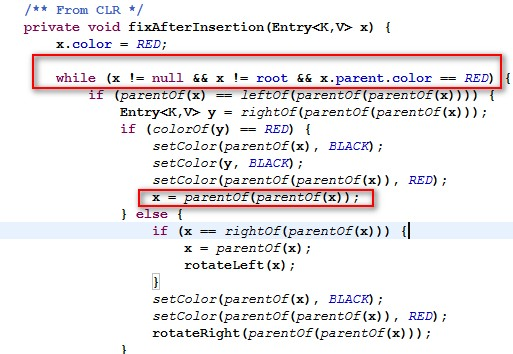 /** From CLR */
private void fixAfterInsertion(Entry<K,V> x) {
x.color = RED;
while (x != null && x != root && x.parent.color == RED) {
if (parentOf(x) == leftOf(parentOf(parentOf(x)))) {
Entry<K,V> y = rightOf(parentOf(parentOf(x)));
if (colorOf(y) == RED) {
setColor(parentOf(x), BLACK);
setColor(y, BLACK);
setColor(parentOf(parentOf(x)), RED);
x = parentOf(parentOf(x));
} else {
if (x == rightOf(parentOf(x))) {
x = parentOf(x);
rotateLeft(x);
}
setColor(parentOf(x), BLACK);
setColor(parentOf(parentOf(x)), RED);
rotateRight(parentOf(parentOf(x)));
}